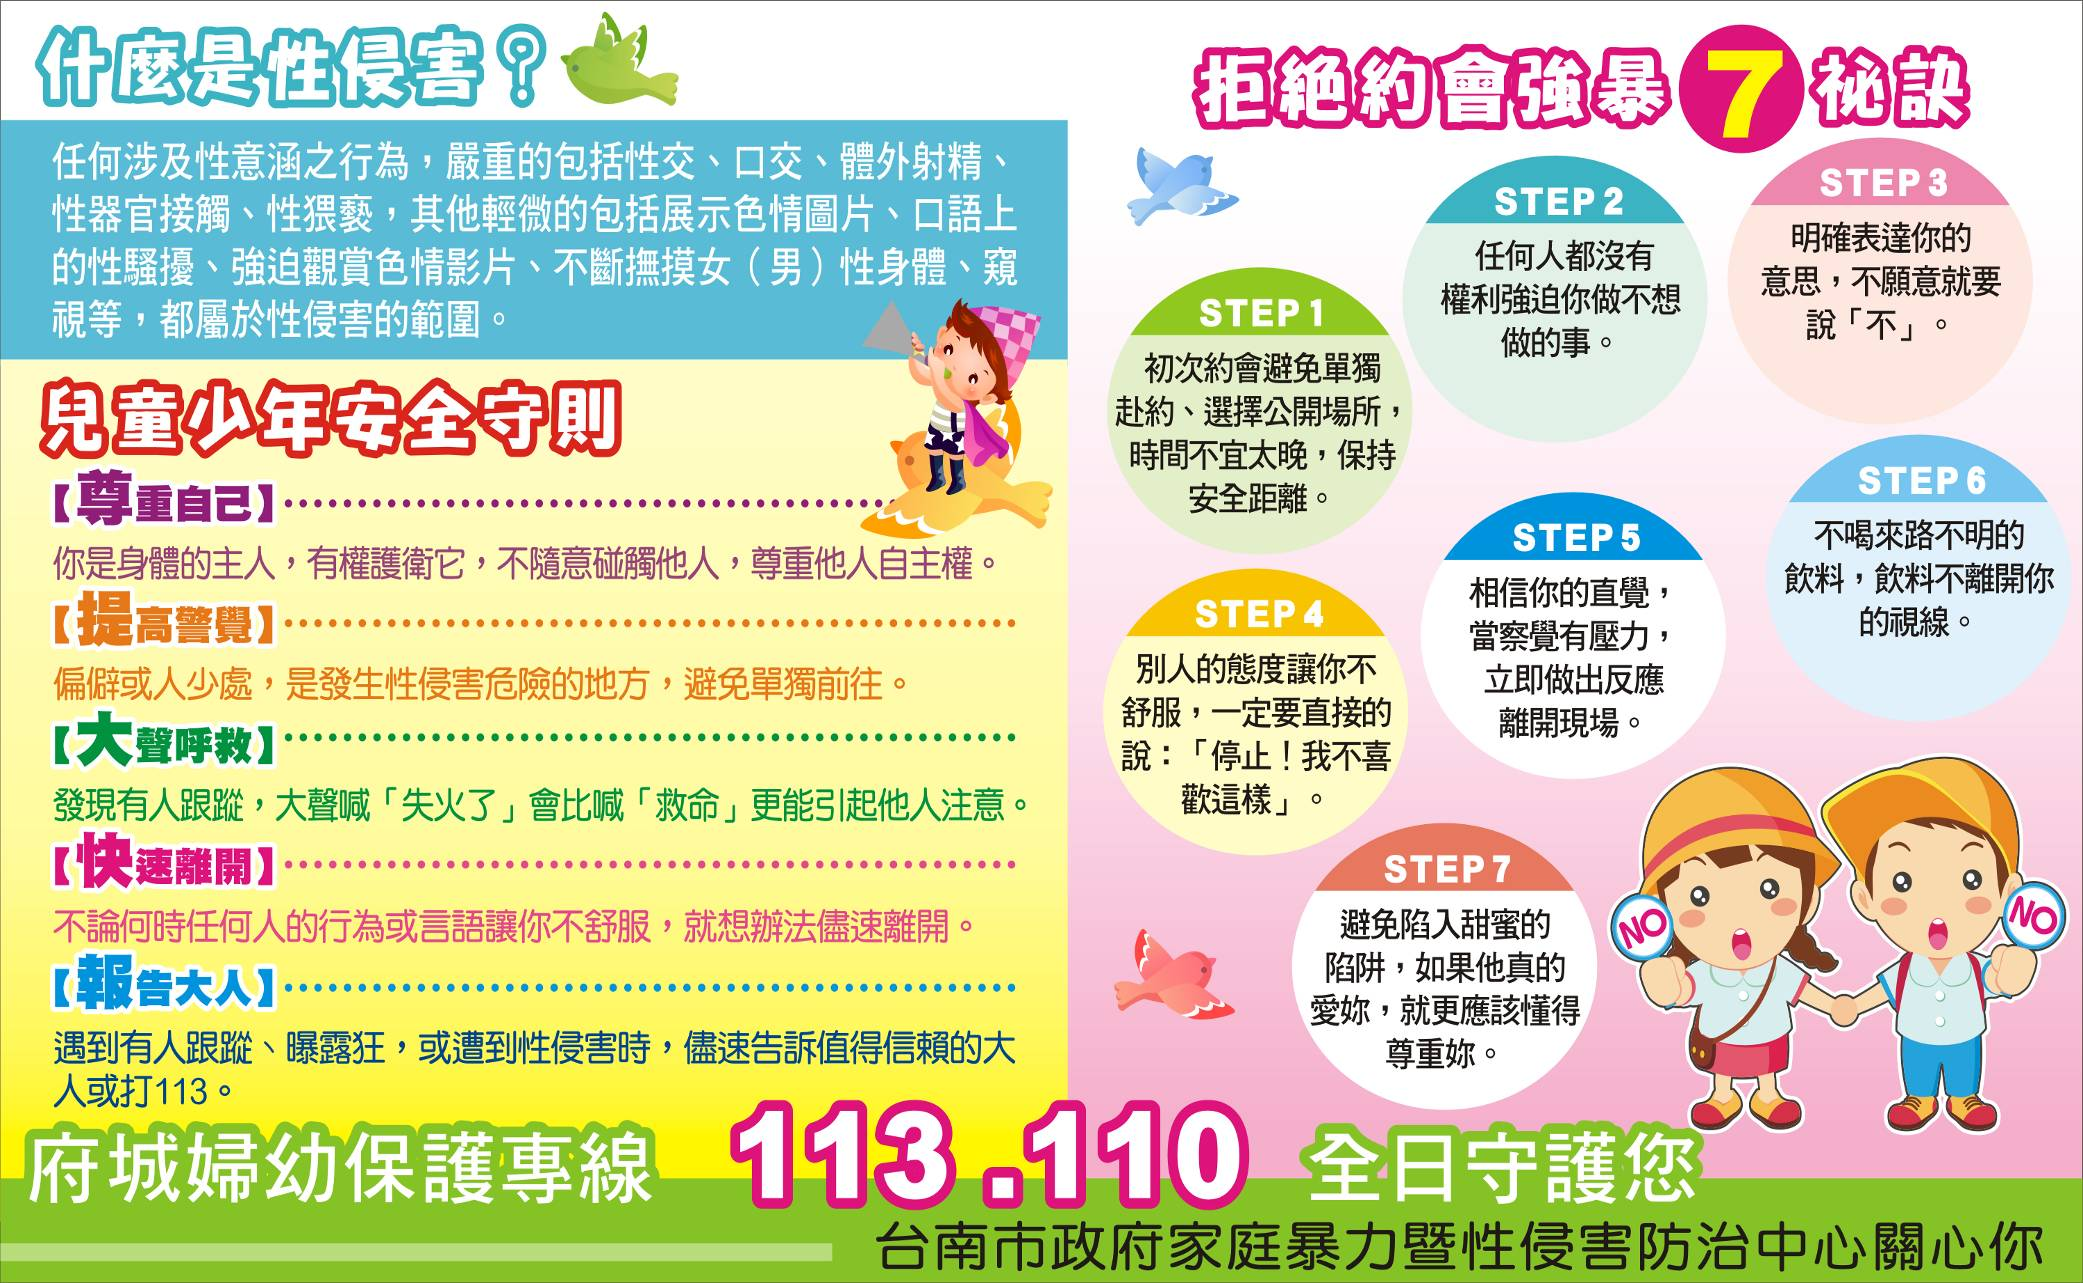 什麼是性侵害？
任何涉及性意涵之行為，嚴重的包括性交、口交、體外射精、
性器官接觸、性猥褻，其他輕微的包括展示色情圖片、口語上
的性騷擾、強迫觀賞色情影片、不斷撫摸女（男）性身體、窺
視等，都屬於性侵害的範圍。
兒童少年安全守則
【尊重自己】
你是身體的主人，有權護衛它，不隨意碰觸他人，尊重他人自主權。
【提高警覺】
偏僻或人少處，是發生性侵害危險的地方，避免單獨前往。
【大聲呼救】
發現有人跟蹤，大聲喊「失火了」會比喊「救命」更能引起他人注意。
【快速離開】
不論何時任何人的行為或言語讓你不舒服，就想辦法儘速離開。
【報告大人】
遇到有人跟蹤、曝露狂，或遭到性侵害時，儘速告訴值得信賴的大
人或打113。
拒絕約會強暴7祕訣
STEP 1
初次約會避免單獨
赴約、選擇公開場所，
時間不宜太晚，保持
安全距離。
STEP 2
任何人都沒有
權利強迫你做不想
做的事。
STEP 3
明確表達你的
意思，不願意就要
說「不」。
STEP 4
別人的態度讓你不
舒服，一定要直接的
說：「停止！我不喜
歡這樣」。
STEP 5
相信你的直覺，
當察覺有壓力，
立即做出反應
離開現場。
STEP 6
不喝來路不明的
飲料，飲料不離開你
的視線。
STEP 7
避免陷入甜蜜的
陷阱，如果他真的
愛妳，就更應該懂得
尊重妳。
NO
NO
府城婦幼保護專線 113.110 全日守護您
台南市政府家庭暴力暨性侵害防治中心關心你